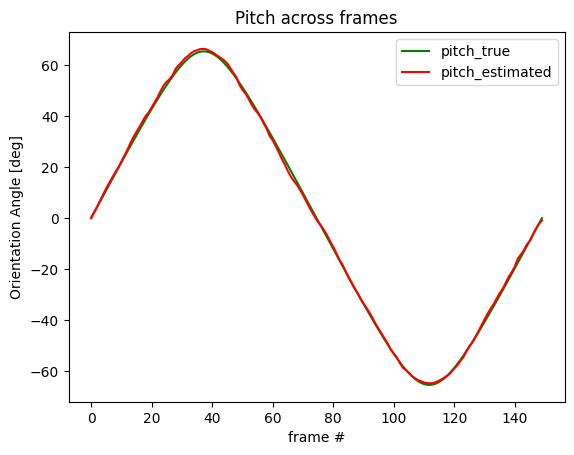 Pitch across frames
pitch_true
pitch_estimated
Orientation Angle [deg]
60
40
20
0
−20
−40
−60
0 20 40 60 80 100 120 140
frame #